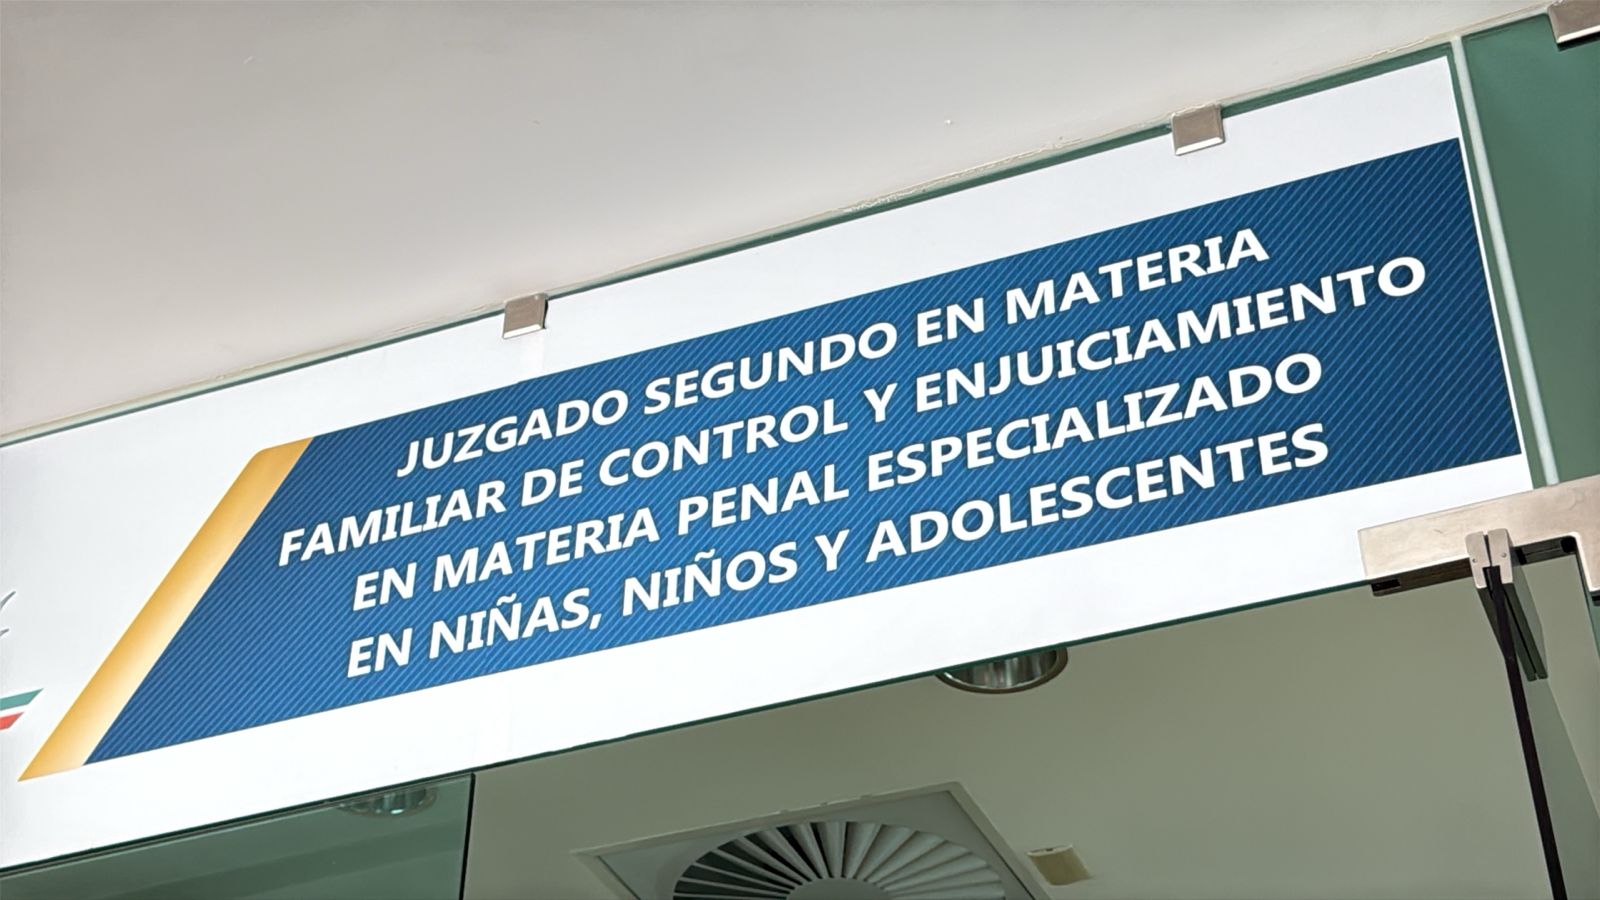 JUZGADO SEGUNDO EN MATERIA
FAMILIAR DE CONTROL Y ENJUICIAMIENTO
EN MATERIA PENAL ESPECIALIZADO
EN NIÑAS, NIÑOS Y ADOLESCENTES